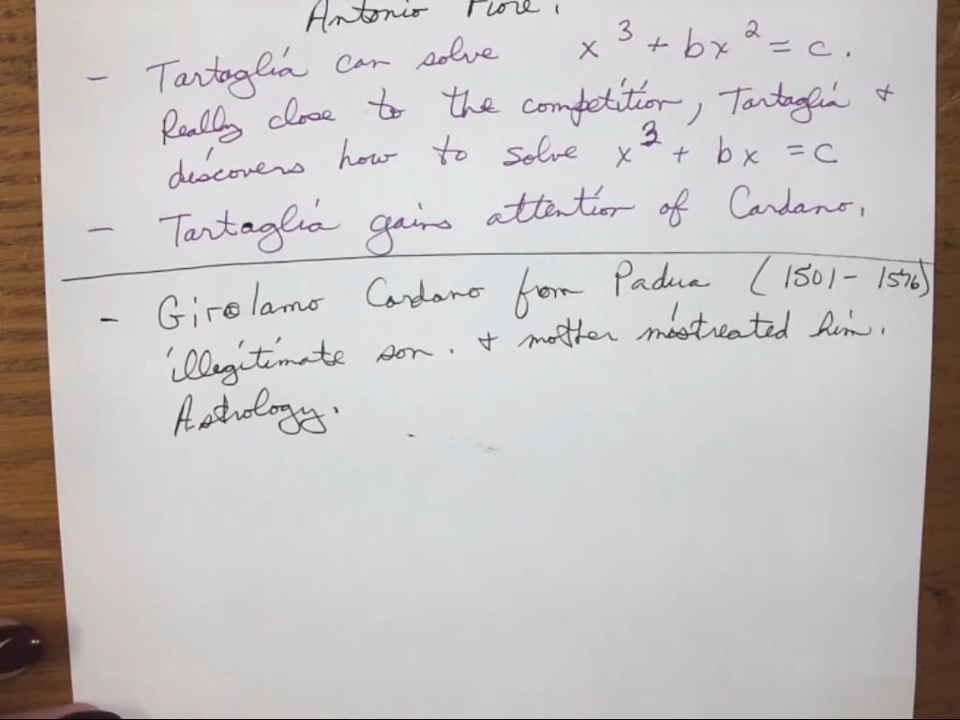 Antonio Fiore.
- Tartaglia can solve x³ + bx² = c.
Really close to the competition, Tartaglia +
discovers how to solve x³ + bx = c
- Tartaglia gains attention of Cardano.
- Girolamo Cardano from Padua (1501 - 1576)
illegitimate son. + mother mistreated him.
Astrology.